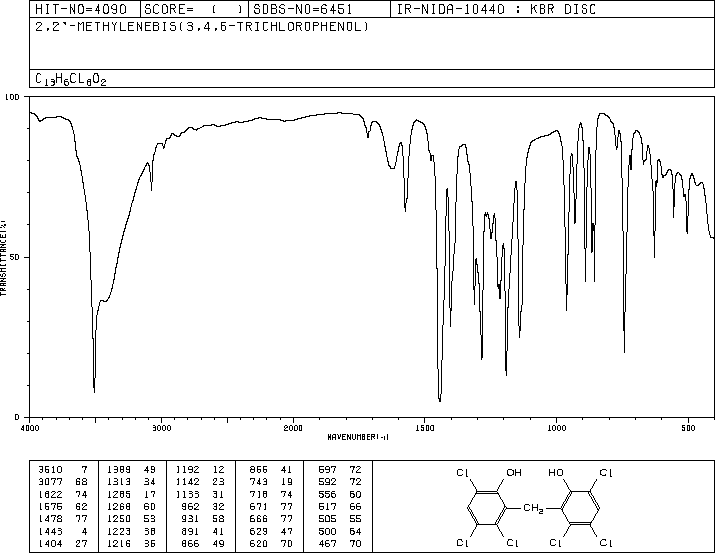 HIT-NO=4090 SCORE= ( ) SDBS-NO=6451 IR-NIDA-10440 : KBR DISC
2,2'-METHYLENEBIS(3,4,6-TRICHLOROPHENOL)
C13H6CL6O2
100
50
0
TRANSMITTANCE(%)
4000 3000 2000 1500 1000 500
WAVENUMBER(-1)
3510 7 1389 49 1192 12 856 41 597 72
3077 68 1313 34 1142 23 743 19 592 72
1622 74 1285 17 1133 31 718 74 556 60
1576 62 1268 60 962 32 671 77 517 66
1478 77 1250 53 931 58 666 77 505 55
1443 4 1223 38 891 41 629 47 500 64
1404 27 1216 36 866 49 620 70 467 70
Cl OH HO Cl
CH2
Cl Cl Cl Cl